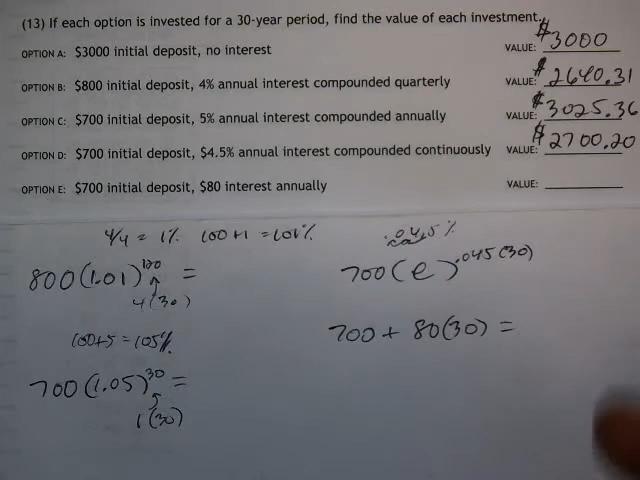 (13) If each option is invested for a 30-year period, find the value of each investment.
OPTION A: $3000 initial deposit, no interest VALUE: $3000
OPTION B: $800 initial deposit, 4% annual interest compounded quarterly VALUE: $2640.31
OPTION C: $700 initial deposit, 5% annual interest compounded annually VALUE: $3025.36
OPTION D: $700 initial deposit, $4.5% annual interest compounded continuously VALUE: $2700.20
OPTION E: $700 initial deposit, $80 interest annually VALUE:
4/4 = 1% 100+1 = 101%
800(1.01)^120 =
4(30)
100+5 = 105%
700(1.05)^30 =
1(30)
.04.5%
700(e)^.045(30)
700 + 80(30) =